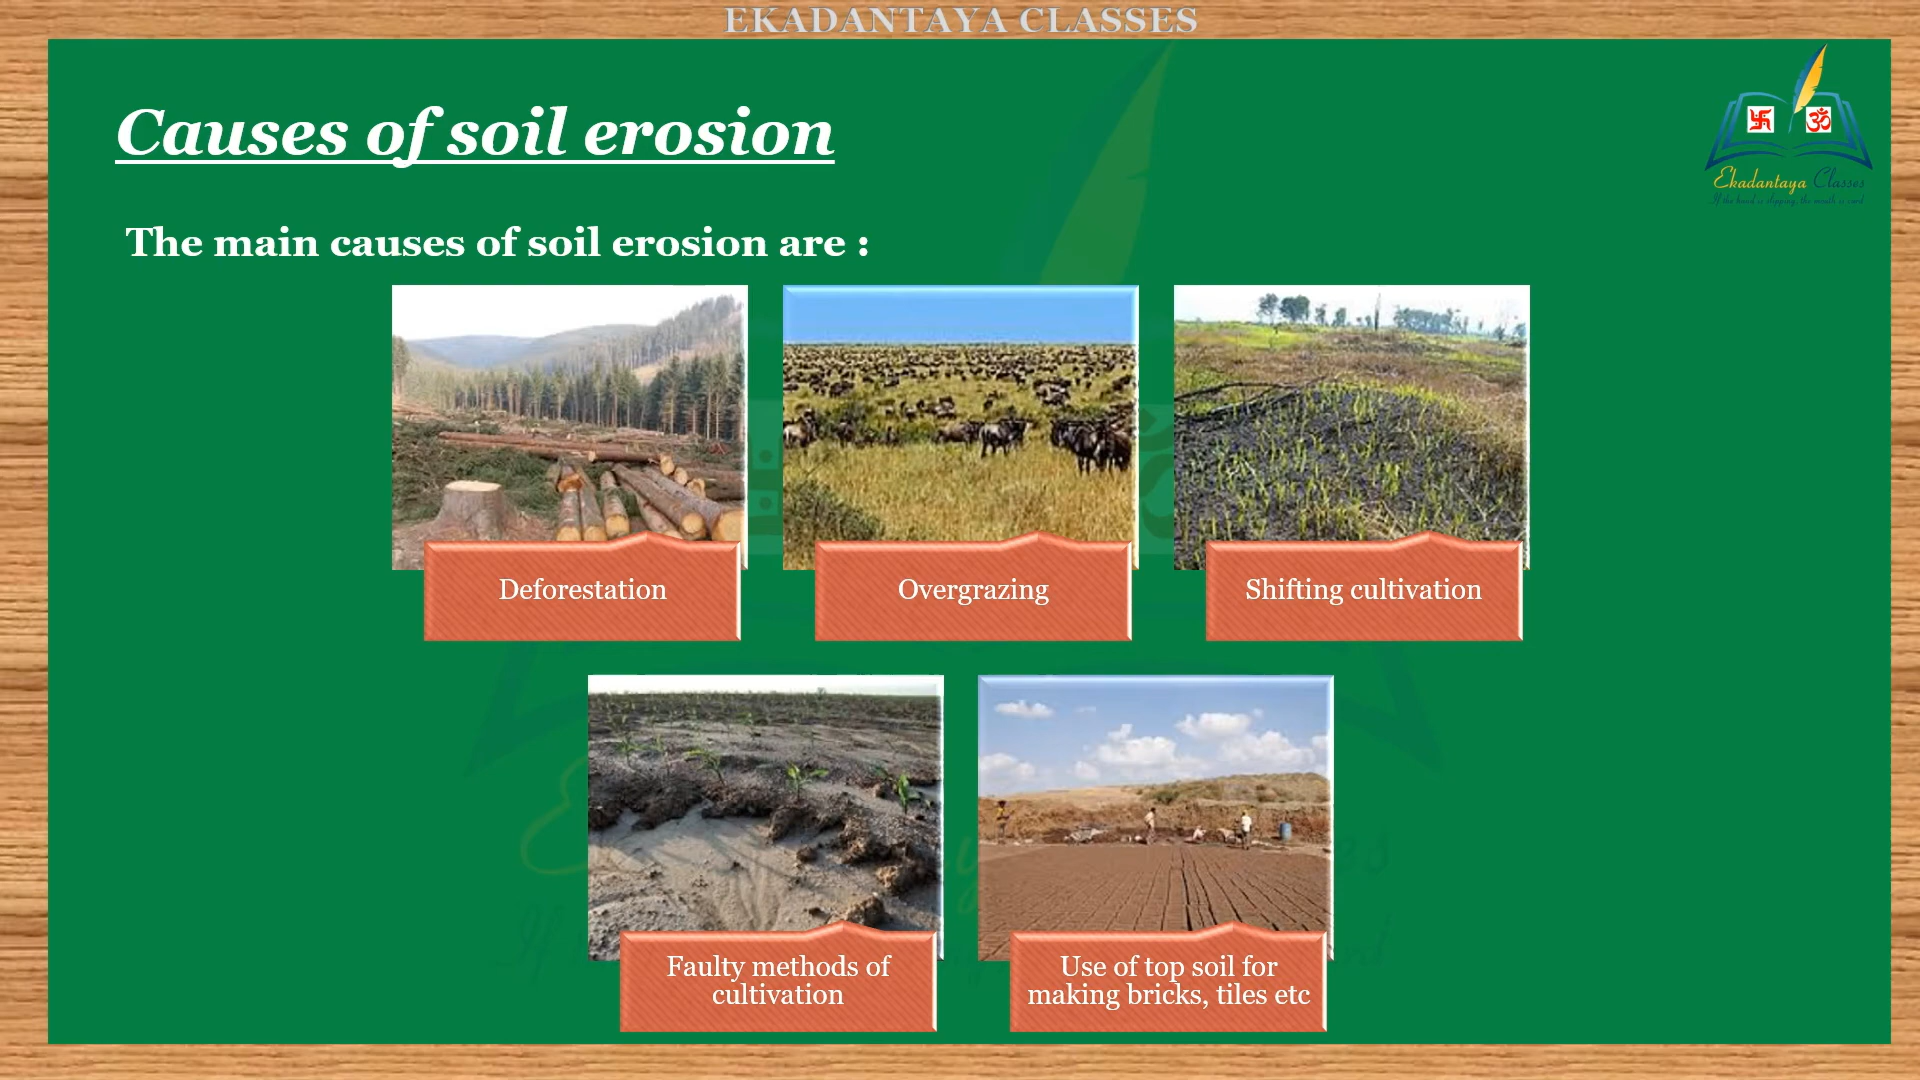 EKADANTAYA CLASSES
Causes of soil erosion
ॐ
Ekadantaya Classes
The main causes of soil erosion are :
Deforestation
Overgrazing
Shifting cultivation
Faulty methods of
cultivation
Use of top soil for
making bricks, tiles etc